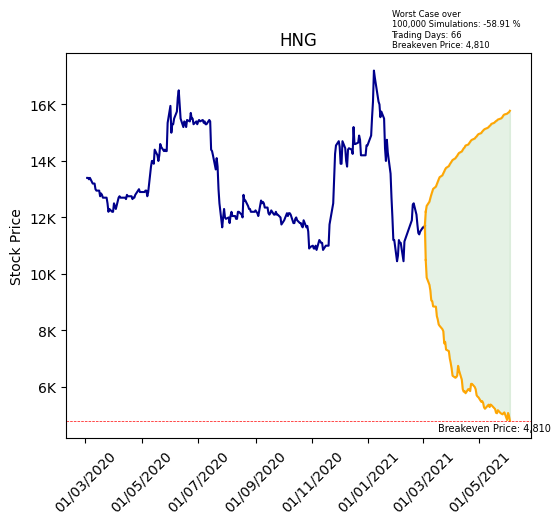 Worst Case over
100,000 Simulations: -58.91 %
Trading Days: 66
Breakeven Price: 4,810
HNG
Stock Price
16K
14K
12K
10K
8K
6K
Breakeven Price: 4,810
01/03/2020
01/05/2020
01/07/2020
01/09/2020
01/11/2020
01/01/2021
01/03/2021
01/05/2021